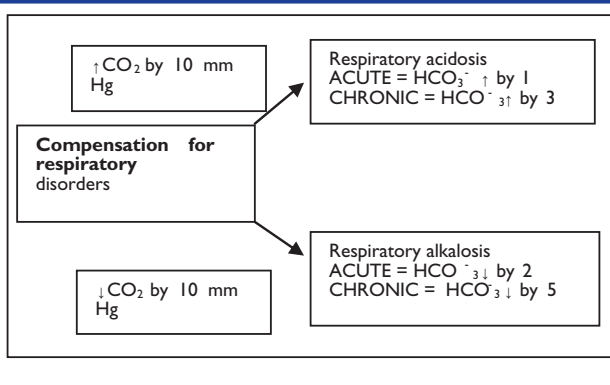 ↑CO₂ by 10 mm
Hg
Respiratory acidosis
ACUTE = HCO₃⁻ ↑ by 1
CHRONIC = HCO⁻₃↑ by 3
Compensation for
respiratory
disorders
Respiratory alkalosis
ACUTE = HCO⁻₃↓ by 2
CHRONIC = HCO⁻₃↓ by 5
↓CO₂ by 10 mm
Hg